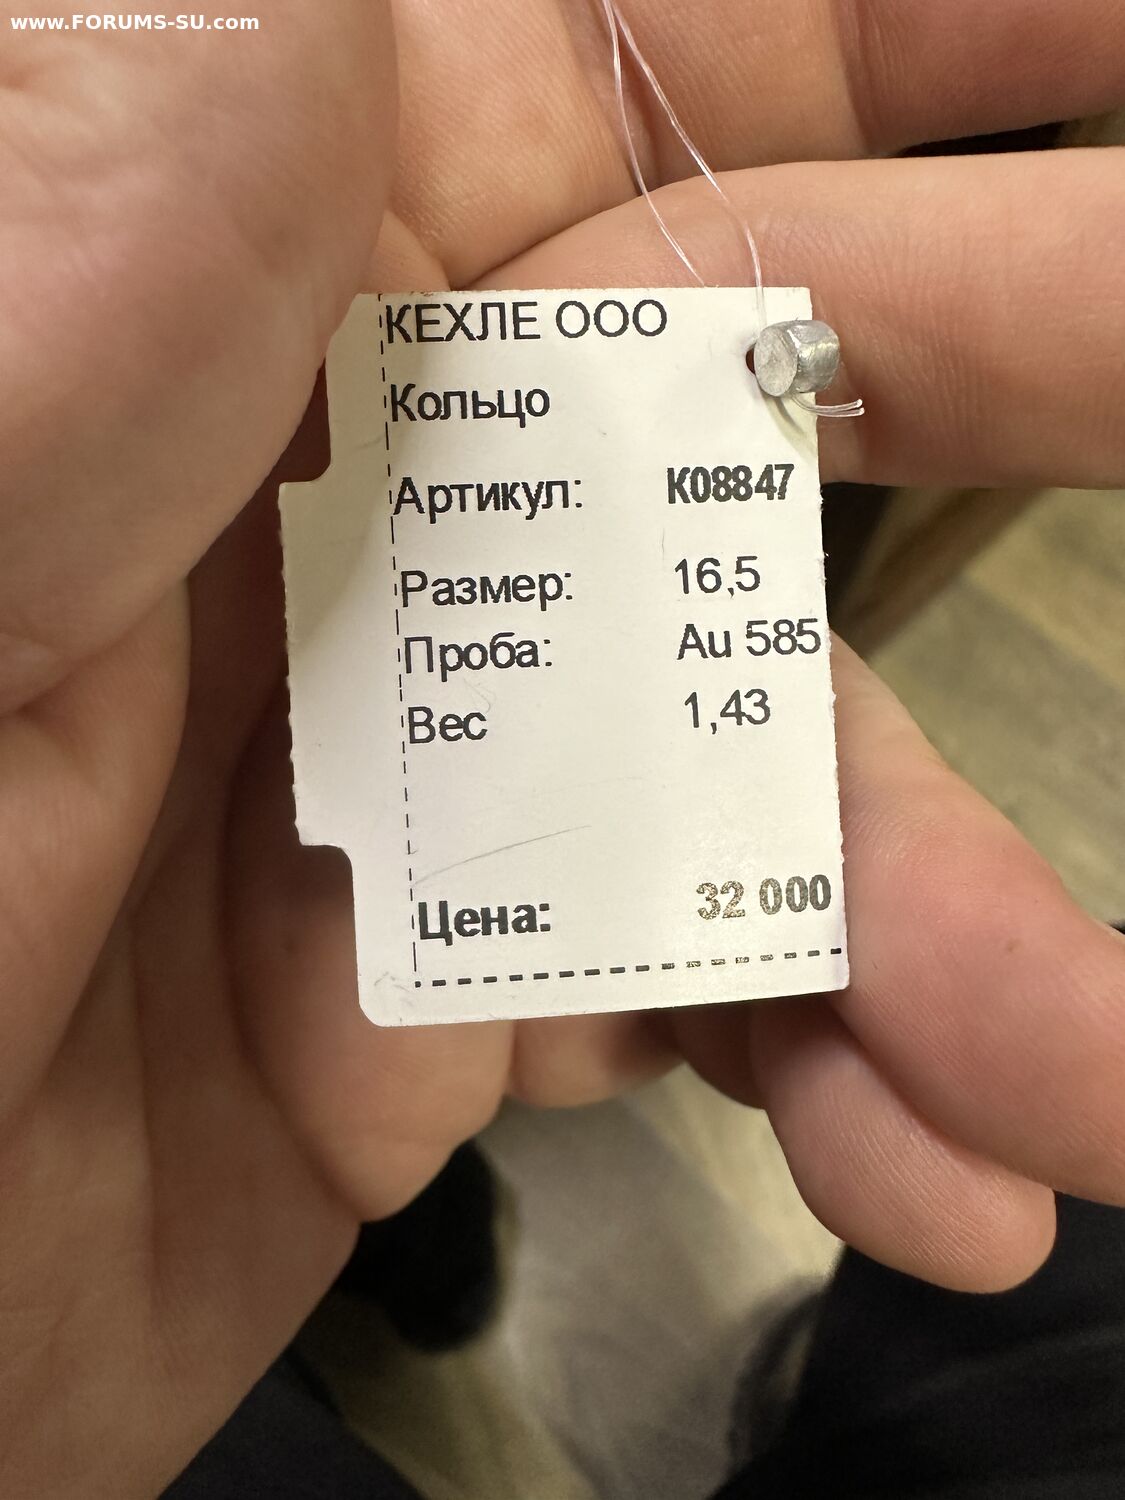 www.FORUMS-SU.com
КЕХЛЕ ООО
Кольцо
Артикул: К08847
Размер: 16,5
Проба: Au 585
Вес 1,43
Цена: 32 000